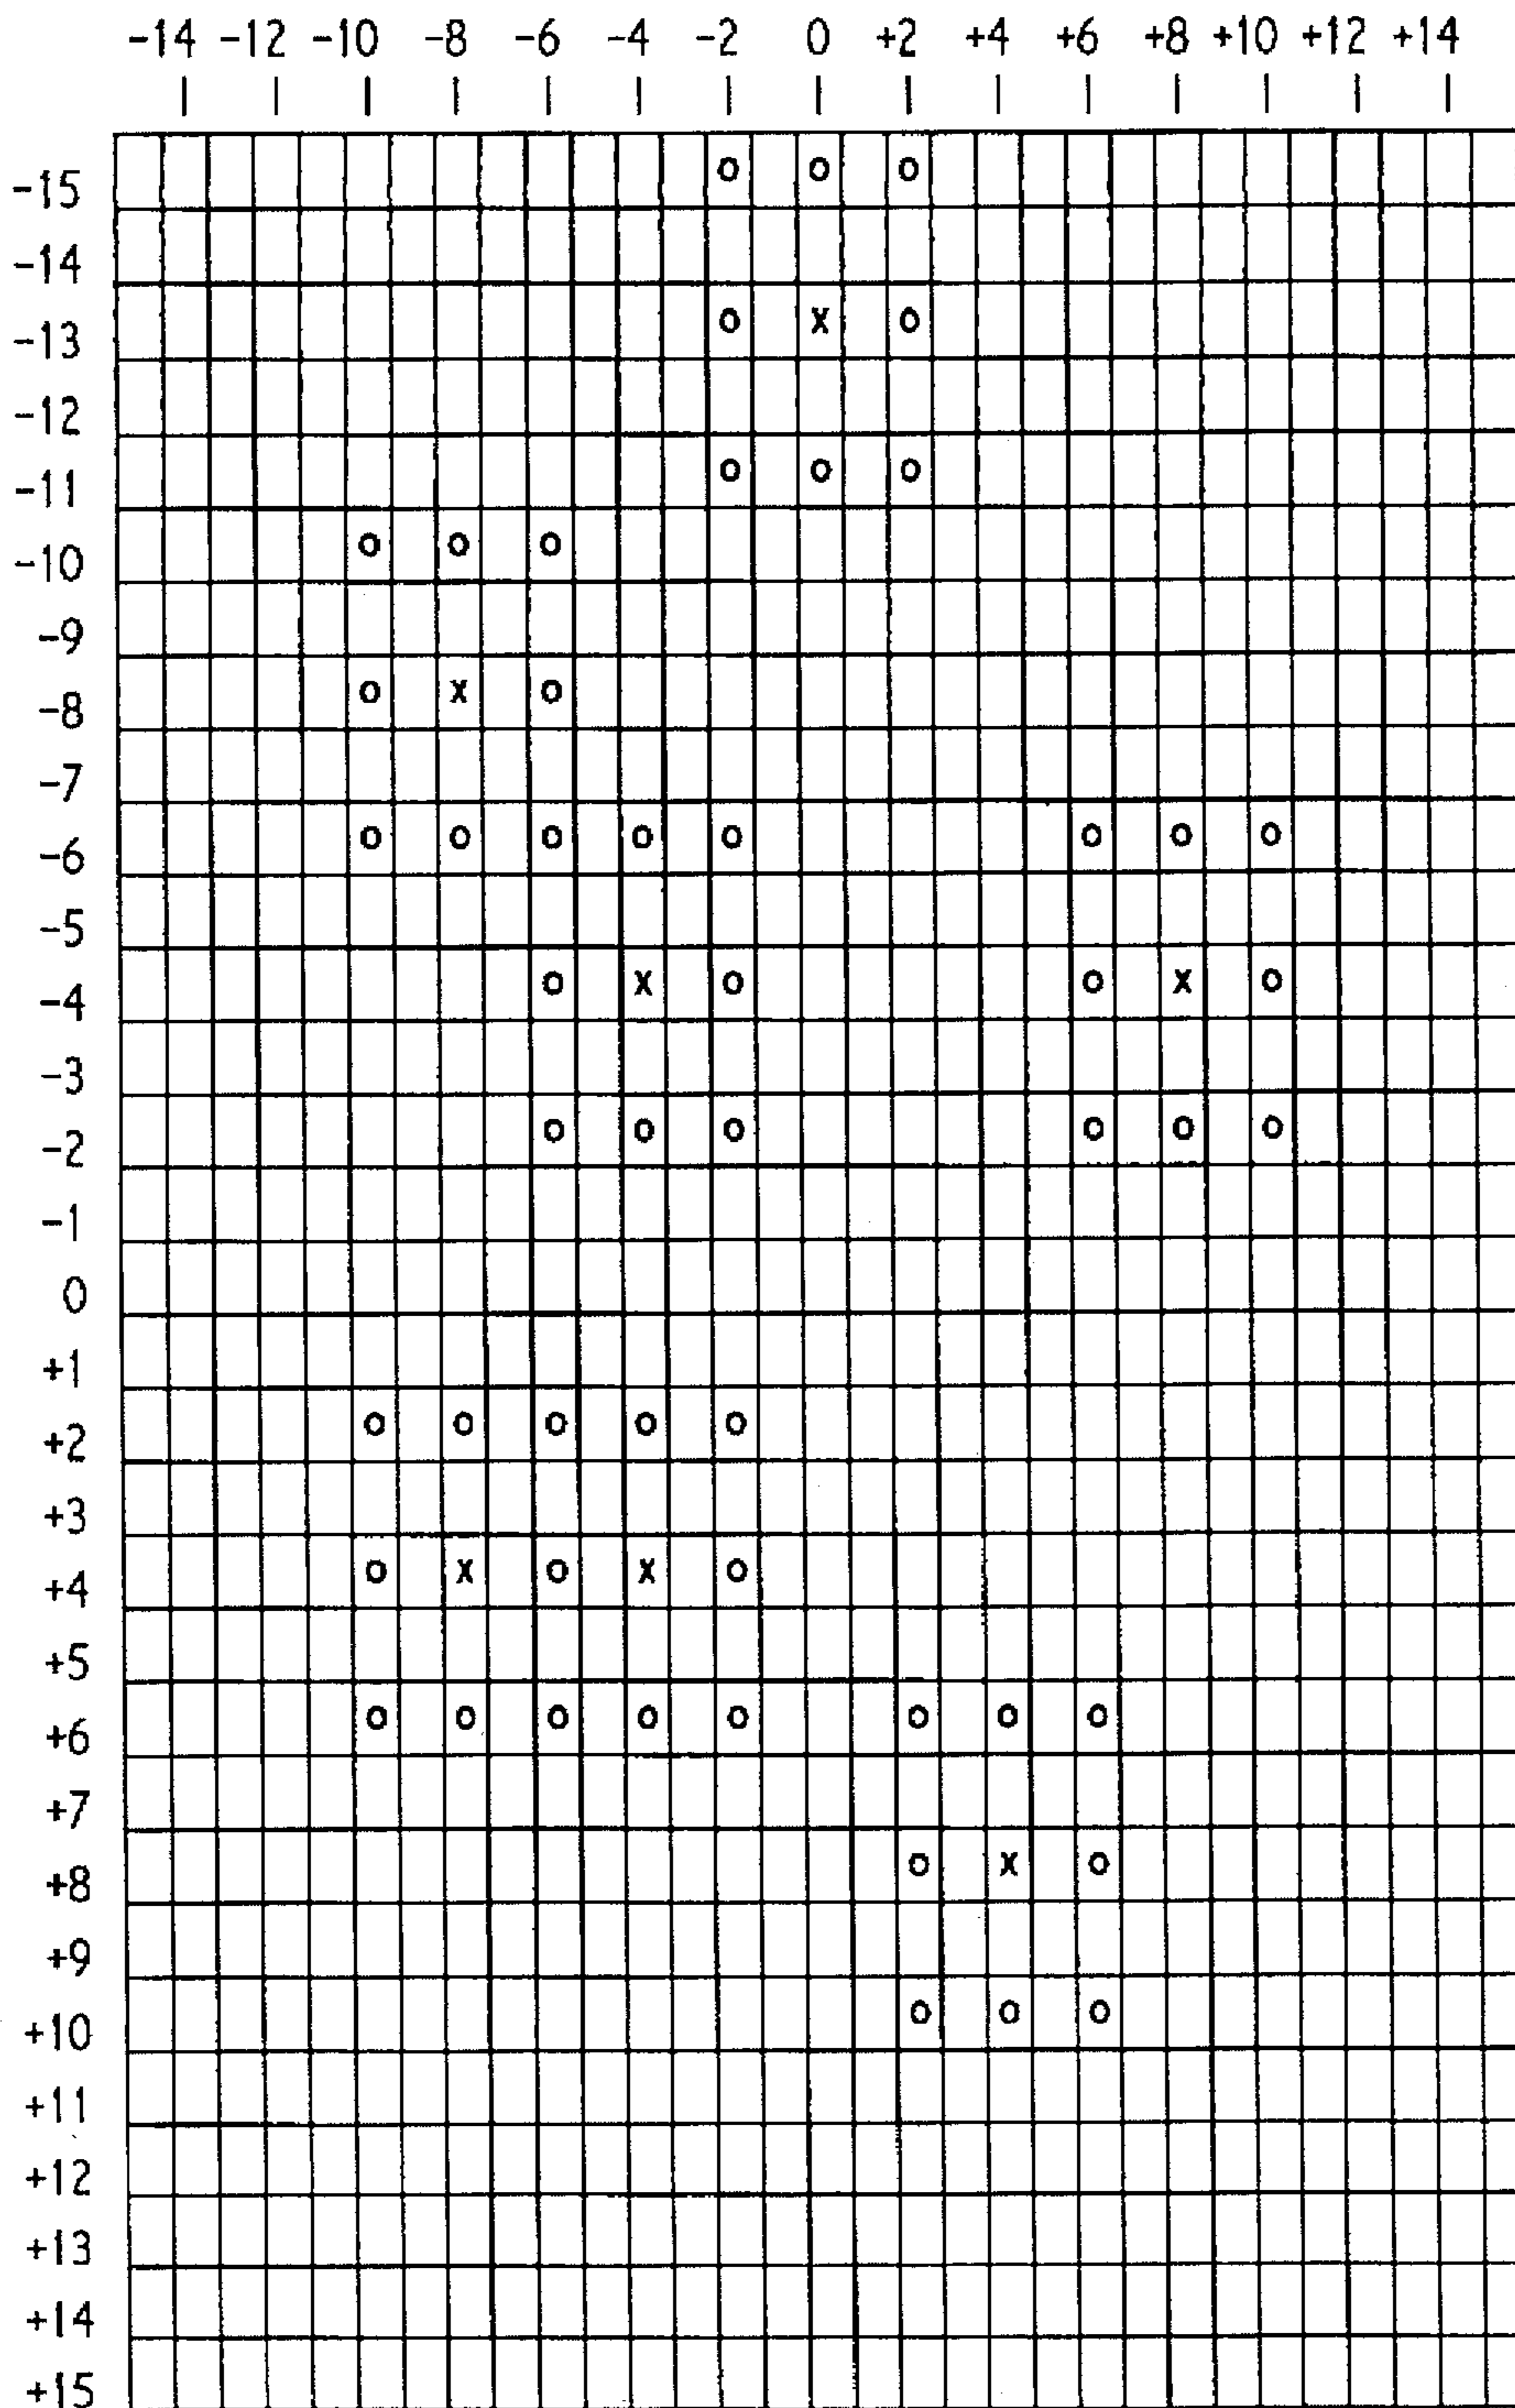 -14 -12 -10 -8 -6 -4 -2 0 +2 +4 +6 +8 +10 +12 +14
-15 o o o
-14
-13 o x o
-12
-11 o o o
-10 o o o
-9
-8 o x o
-7
-6 o o o o o o o o
-5
-4 o x o o x o
-3
-2 o o o o o o
-1
0
+1
+2 o o o o o
+3
+4 o x o x o
+5
+6 o o o o o o o o
+7
+8 o x o
+9
+10 o o o
+11
+12
+13
+14
+15